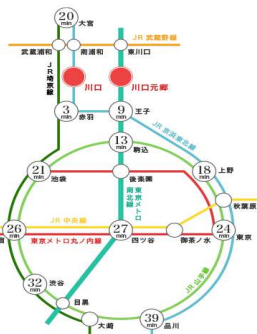 20
min
大宮
JR 武蔵野線
武蔵浦和
南浦和
東川口
JR埼京線
川口
川口元郷
3
min
赤羽
9
min
王子
JR 京浜東北線
13
min
駒込
21
min
池袋
18
min
上野
後楽園
東京メトロ
南北線
秋葉原
JR 中央線
26
min
27
min
四ツ谷
御茶ノ水
24
min
東京
東京メトロ丸ノ内線
JR 山手線
32
min
渋谷
目黒
大崎
39
min
品川